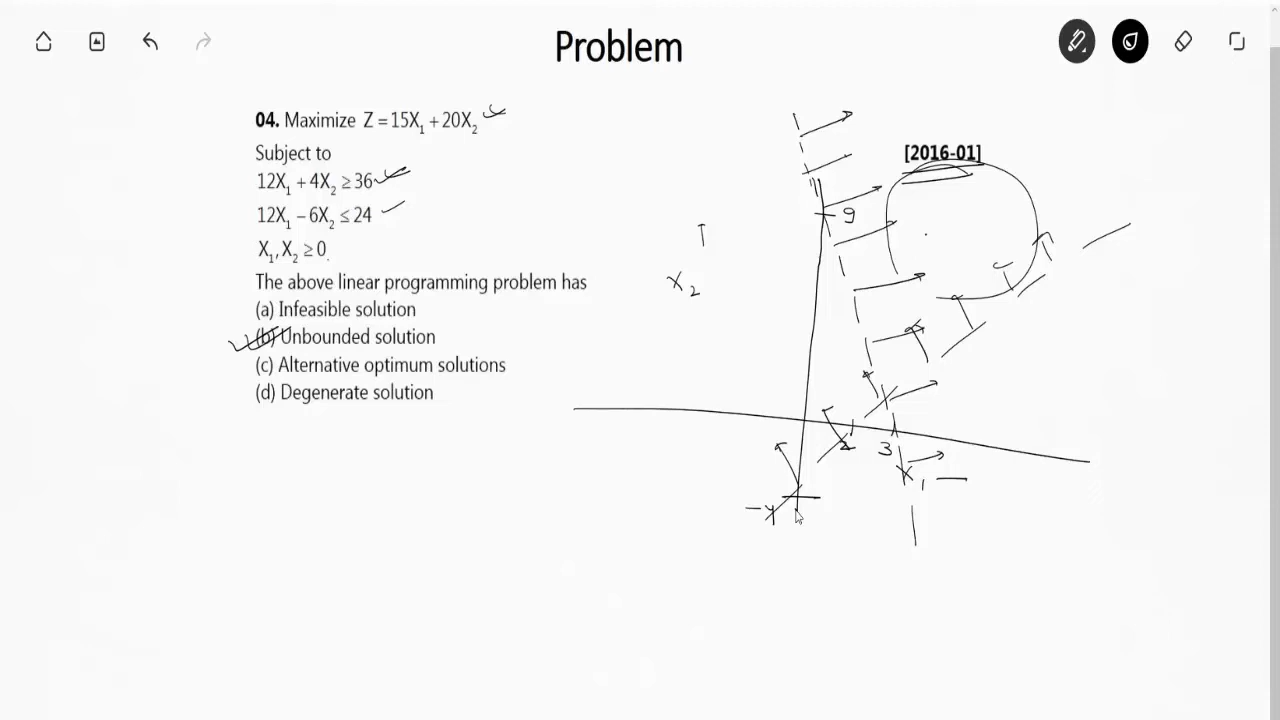 Problem
04. Maximize Z = 15X₁ + 20X₂
[2016-01]
Subject to
12X₁ + 4X₂ ≥ 36
12X₁ − 6X₂ ≤ 24
X₁, X₂ ≥ 0.
The above linear programming problem has
(a) Infeasible solution
(b) Unbounded solution
(c) Alternative optimum solutions
(d) Degenerate solution
9
X₂
2
3
X₁
-4